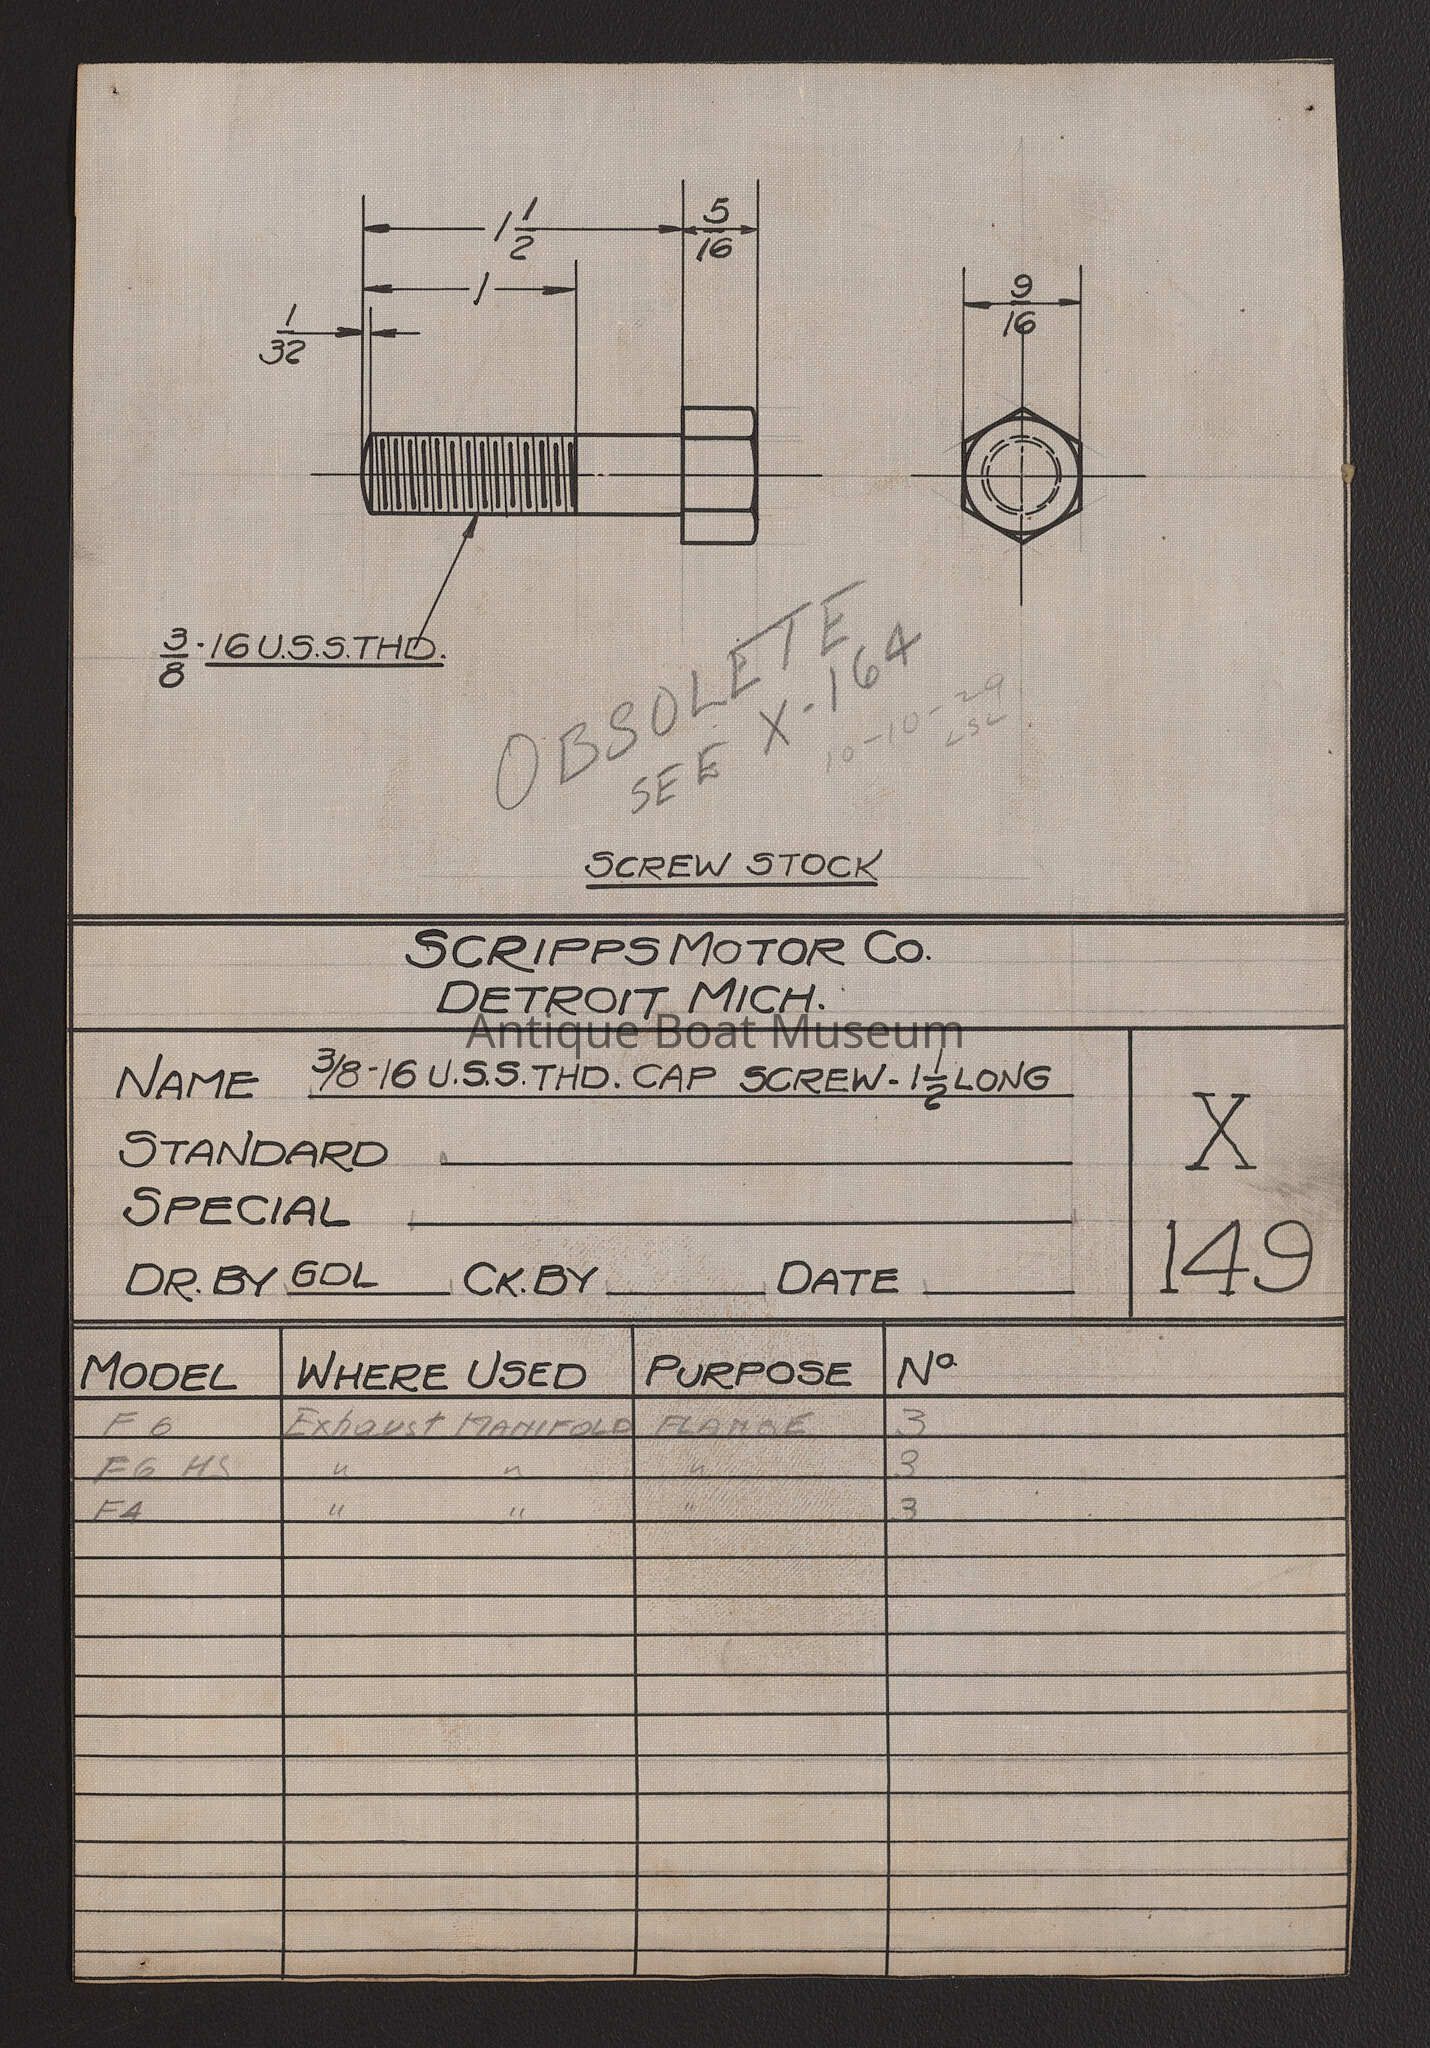 1 1/2
5/16
1
9/16
1/32
3/8-16 U.S.S.THD.
OBSOLETE
SEE X-164
10-10-29
SCREW STOCK
SCRIPPS MOTOR CO.
DETROIT MICH.
Antique Boat Museum
NAME 3/8-16 U.S.S.THD. CAP SCREW-1 1/2 LONG
STANDARD
SPECIAL
DR. BY GDL CK. BY DATE
X
149
MODEL WHERE USED PURPOSE No.
F 6 Exhaust MANIFOLD FLANGE 3
F6 HS " " " 3
F4 " " " 3